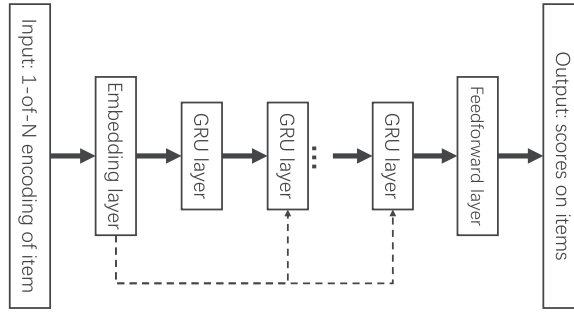 Input: 1-of-N encoding of item
Embedding layer
GRU layer
GRU layer
...
GRU layer
Feedforward layer
Output: scores on items